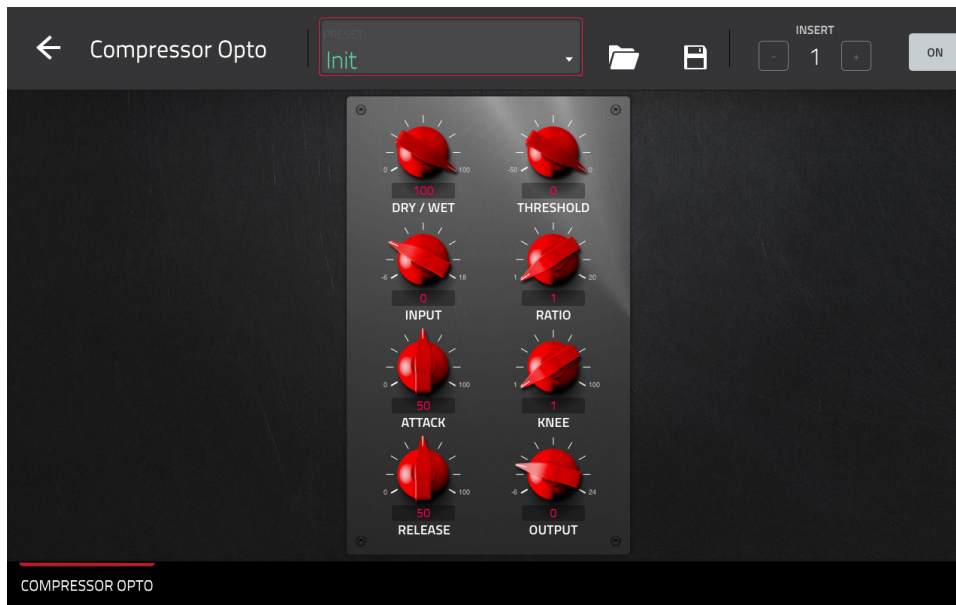 Compressor Opto
PRESET
Init
INSERT
- 1 +
ON
0 100
100
DRY / WET
-50 0
0
THRESHOLD
-6 18
0
INPUT
1 20
1
RATIO
0 100
50
ATTACK
1 100
1
KNEE
0 100
50
RELEASE
-6 24
0
OUTPUT
COMPRESSOR OPTO